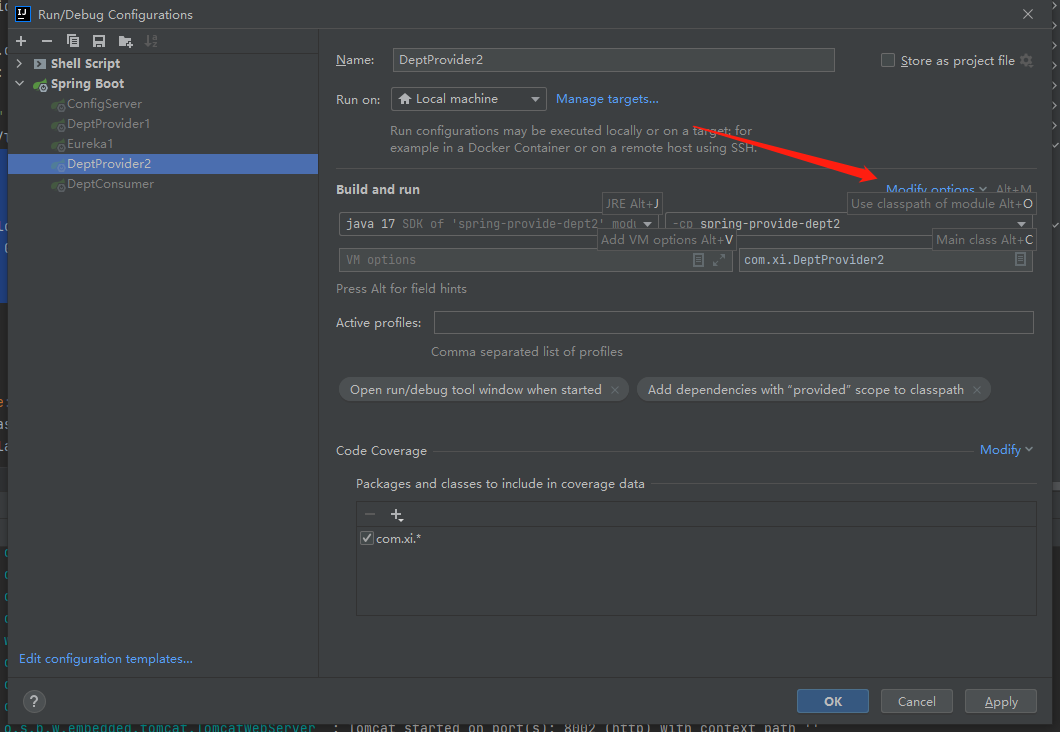 Run/Debug Configurations
Shell Script
Spring Boot
ConfigServer
DeptProvider1
Eureka1
DeptProvider2
DeptConsumer
Edit configuration templates...
Name: DeptProvider2 Store as project file
Run on: Local machine Manage targets...
Run configurations may be executed locally or on a target: for
example in a Docker Container or on a remote host using SSH.
Build and run Modify options Alt+M
JRE Alt+J Use classpath of module Alt+O
java 17 SDK of 'spring-provide-dept2' modu -cp spring-provide-dept2
Add VM options Alt+V Main class Alt+C
VM options com.xi.DeptProvider2
Press Alt for field hints
Active profiles:
Comma separated list of profiles
Open run/debug tool window when started Add dependencies with “provided” scope to classpath
Code Coverage Modify
Packages and classes to include in coverage data
com.xi.*
? OK Cancel Apply
o.s.b.w.embedded.tomcat.TomcatWebServer : Tomcat started on port(s): 8002 (http) with context path ''